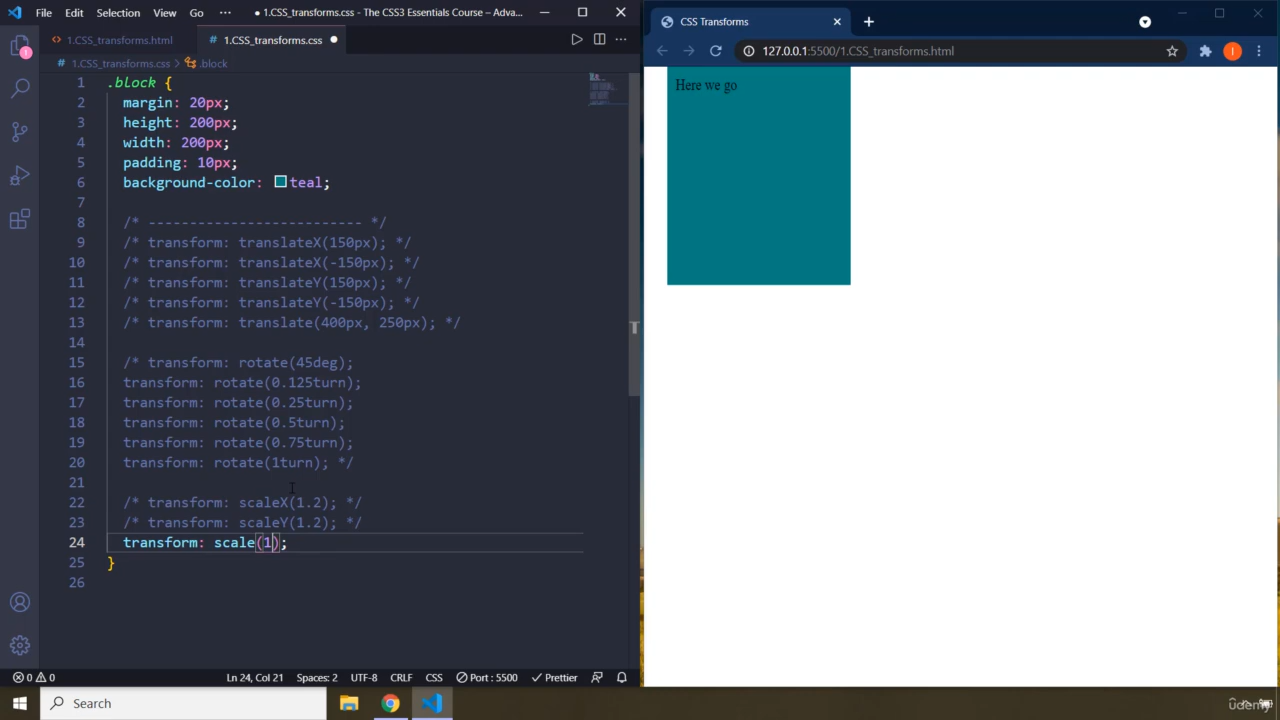 File Edit Selection View Go ··· ● 1.CSS_transforms.css - The CSS3 Essentials Course – Adva...
1.CSS_transforms.html # 1.CSS_transforms.css ●
# 1.CSS_transforms.css > .block
1 .block {
2 margin: 20px;
3 height: 200px;
4 width: 200px;
5 padding: 10px;
6 background-color: teal;
7
8 /* -------------------------- */
9 /* transform: translateX(150px); */
10 /* transform: translateX(-150px); */
11 /* transform: translateY(150px); */
12 /* transform: translateY(-150px); */
13 /* transform: translate(400px, 250px); */
14
15 /* transform: rotate(45deg);
16 transform: rotate(0.125turn);
17 transform: rotate(0.25turn);
18 transform: rotate(0.5turn);
19 transform: rotate(0.75turn);
20 transform: rotate(1turn); */
21
22 /* transform: scaleX(1.2); */
23 /* transform: scaleY(1.2); */
24 transform: scale(1);
25 }
26
1
0 0 Ln 24, Col 21 Spaces: 2 UTF-8 CRLF CSS Port : 5500 Prettier
CSS Transforms
127.0.0.1:5500/1.CSS_transforms.html
I
Here we go
Search
udemy